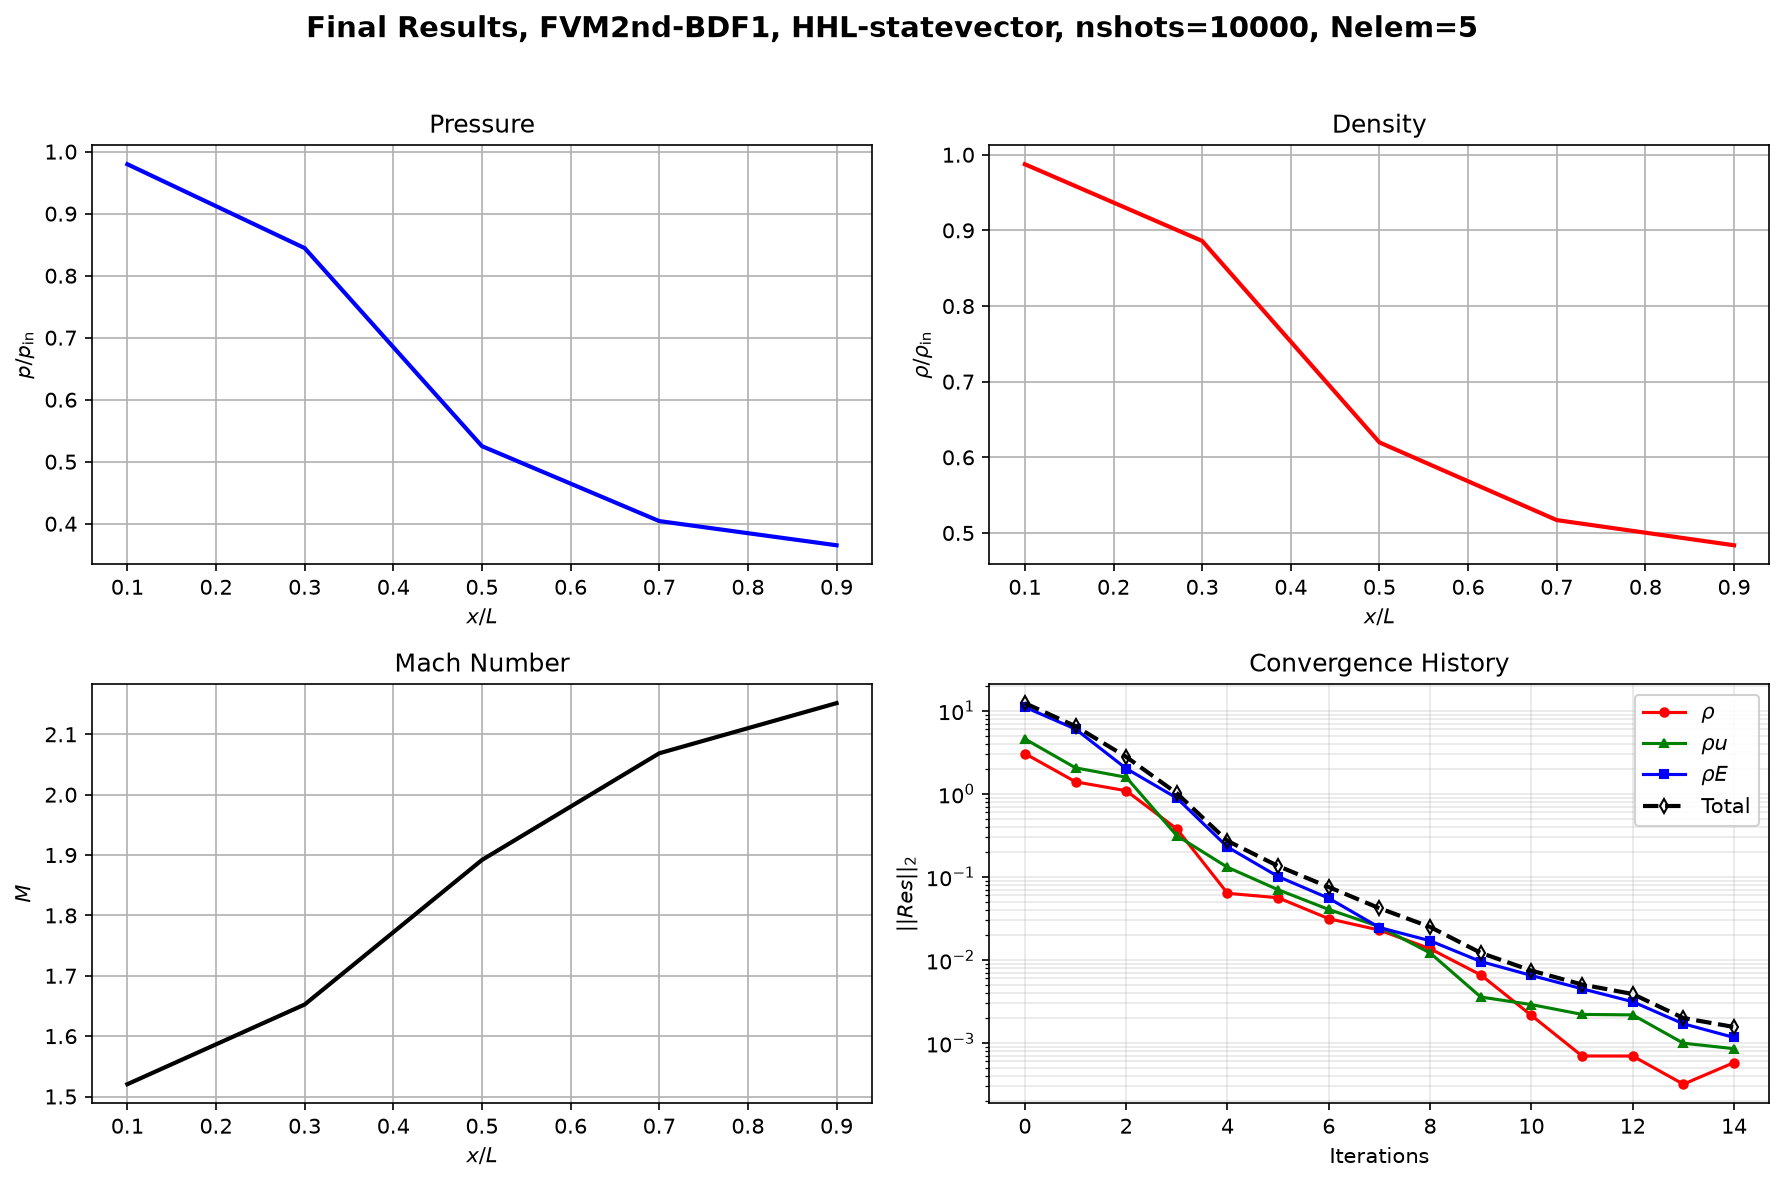 Final Results, FVM2nd-BDF1, HHL-statevector, nshots=10000, Nelem=5
Pressure
1.0
0.9
0.8
0.7
0.6
0.5
0.4
p/p_in
0.1 0.2 0.3 0.4 0.5 0.6 0.7 0.8 0.9
x/L
Density
1.0
0.9
0.8
0.7
0.6
0.5
ρ/ρ_in
0.1 0.2 0.3 0.4 0.5 0.6 0.7 0.8 0.9
x/L
Mach Number
2.1
2.0
1.9
1.8
1.7
1.6
1.5
M
0.1 0.2 0.3 0.4 0.5 0.6 0.7 0.8 0.9
x/L
Convergence History
10¹
10⁰
10⁻¹
10⁻²
10⁻³
||Res||₂
ρ
ρu
ρE
Total
0 2 4 6 8 10 12 14
Iterations